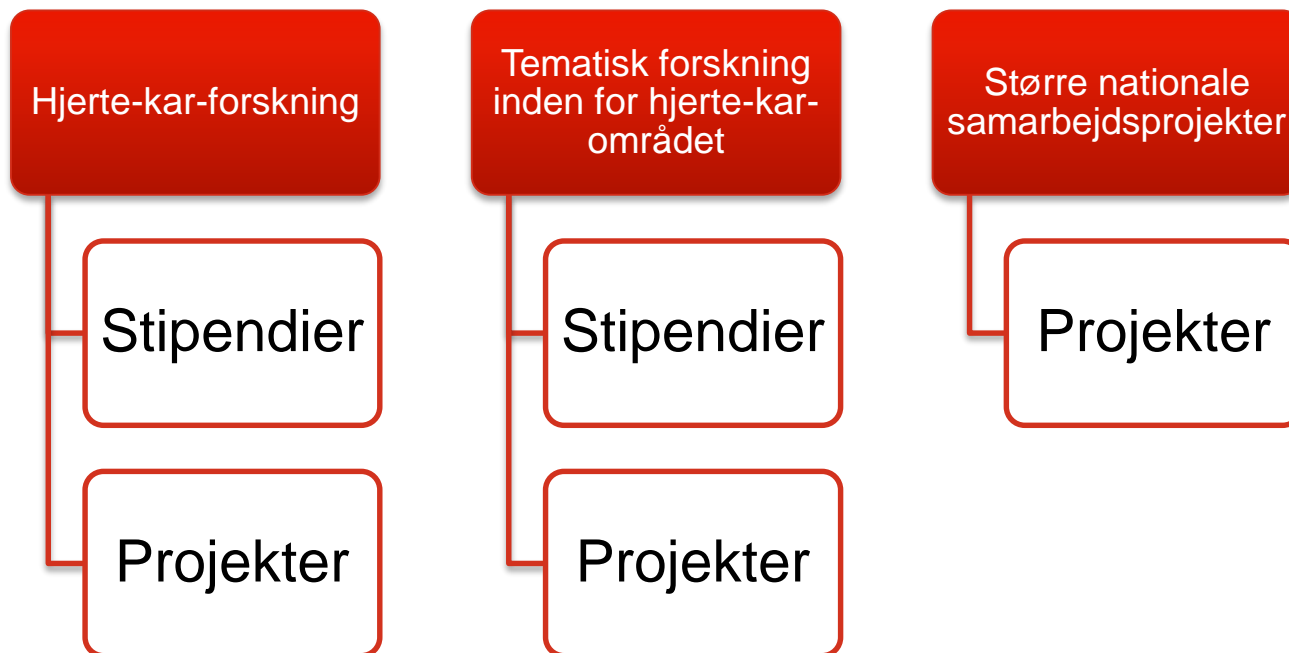 Hjerte-kar-forskning
Stipendier
Projekter
Tematisk forskning
inden for hjerte-kar-
området
Stipendier
Projekter
Større nationale
samarbejdsprojekter
Projekter